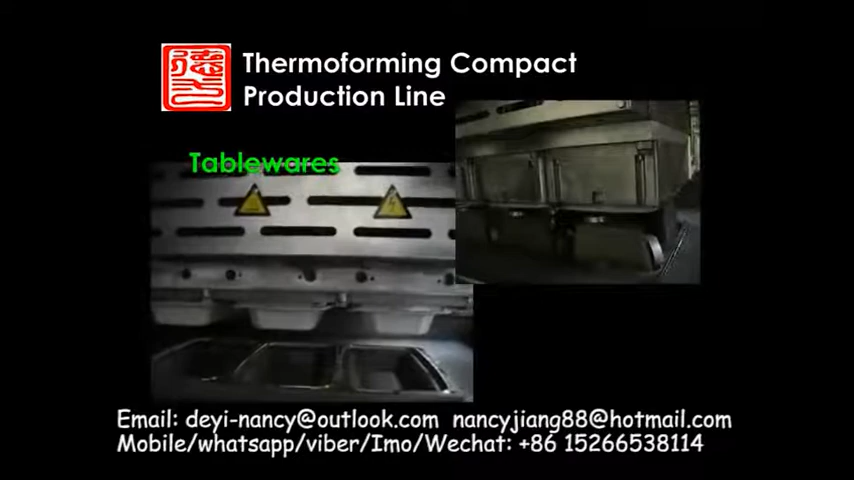 Thermoforming Compact
Production Line
Tablewares
Email: deyi-nancy@outlook.com nancyjiang88@hotmail.com
Mobile/whatsapp/viber/Imo/Wechat: +86 15266538114